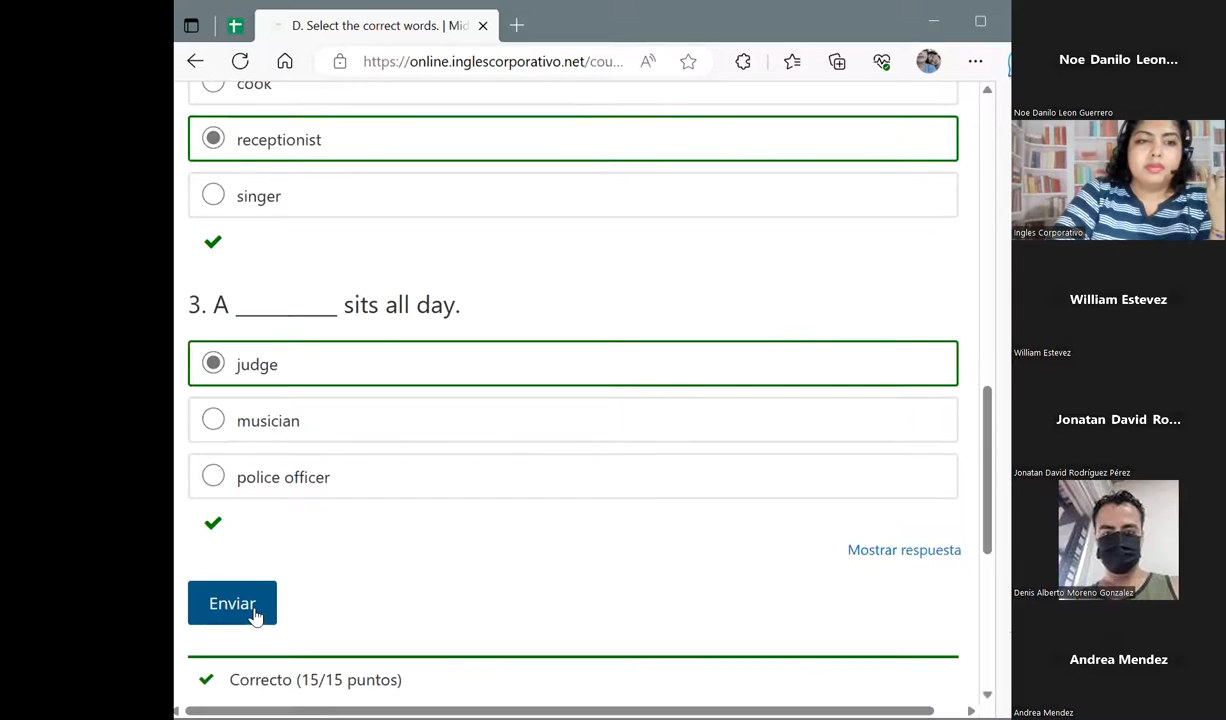 D. Select the correct words. | Mid
https://online.inglescorporativo.net/cou...
cook
receptionist
singer
3. A _________ sits all day.
judge
musician
police officer
Mostrar respuesta
Enviar
Correcto (15/15 puntos)
Noe Danilo Leon...
Noe Danilo Leon Guerrero
Ingles Corporativo
William Estevez
William Estevez
Jonatan David Ro...
Jonatan David Rodríguez Pérez
Denis Alberto Moreno Gonzalez
Andrea Mendez
Andrea Mendez